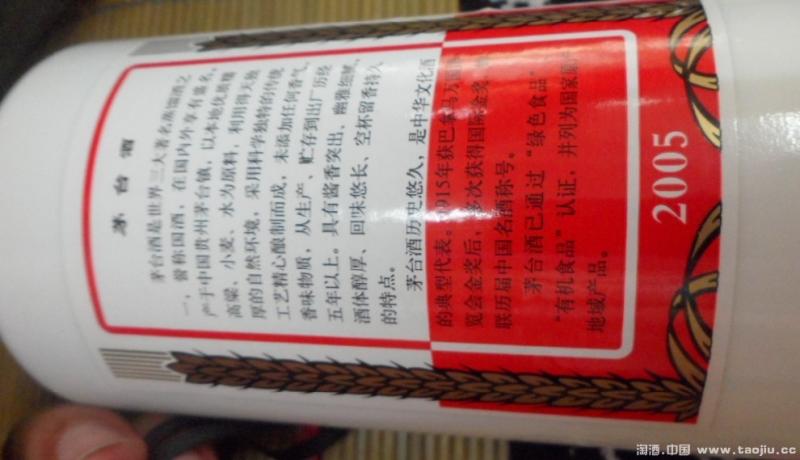 茅台酒
茅台酒是世界三大著名蒸馏酒之
一，誉称国酒，在国内外享有盛名，
产于中国贵州茅台镇，以本地优质糯
高粱、小麦、水为原料，利用得天独
厚的自然环境，采用科学独特的传统
工艺精心酿制而成，未添加任何香气、
香味物质，从生产、贮存到出厂历经
五年以上。具有酱香突出、幽雅细腻、
酒体醇厚、回味悠长、空杯留香持久
的特点。
茅台酒历史悠久，是中华文化酒
的典型代表。1915年获巴拿马万国
览会金奖后，多次获得国际金奖
联历届中国名酒称号。
茅台酒已通过“绿色食品”
“有机食品”认证，并列为国家原产
地域产品。
2005
淘酒.中国 www.taojiu.cc